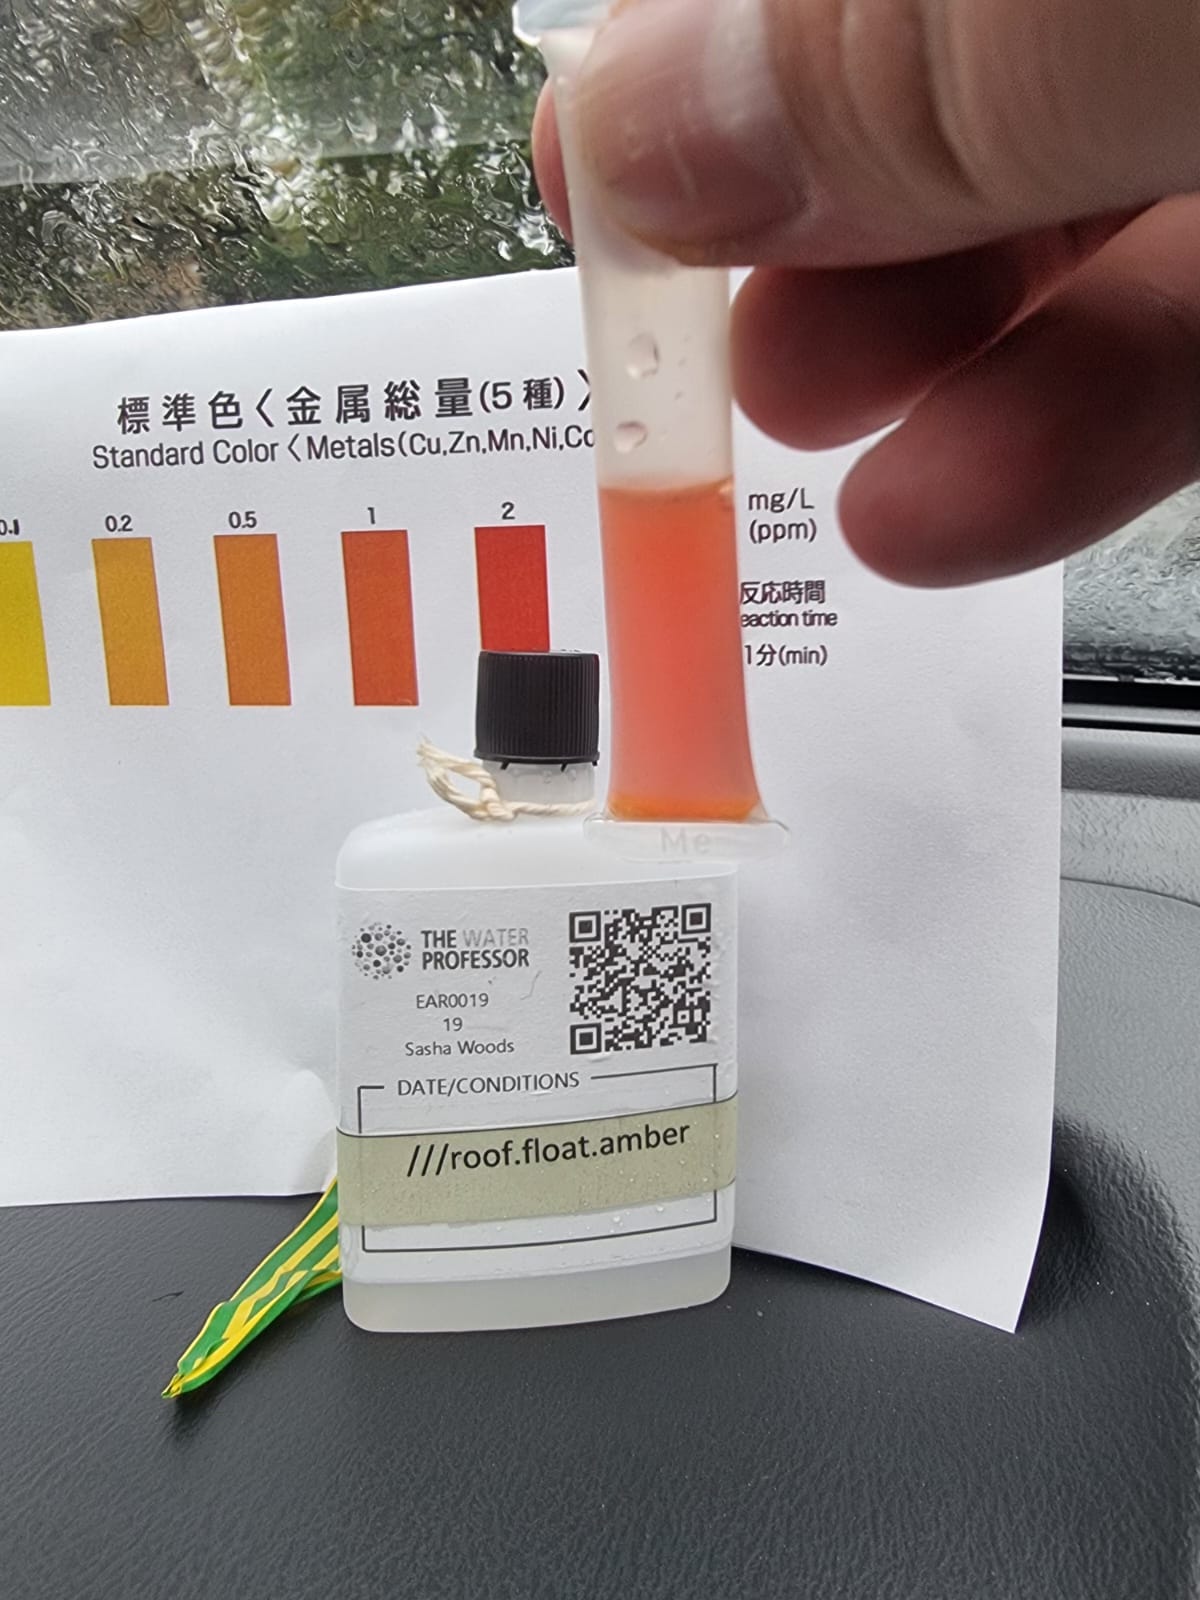 標準色〈金属総量(5種)〉
Standard Color〈Metals(Cu,Zn,Mn,Ni,
0.1 0.2 0.5 1 2
mg/L
(ppm)
反応時間
eaction time
1分(min)
Me
THE WATER
PROFESSOR
EAR0019
19
Sasha Woods
DATE/CONDITIONS
///roof.float.amber